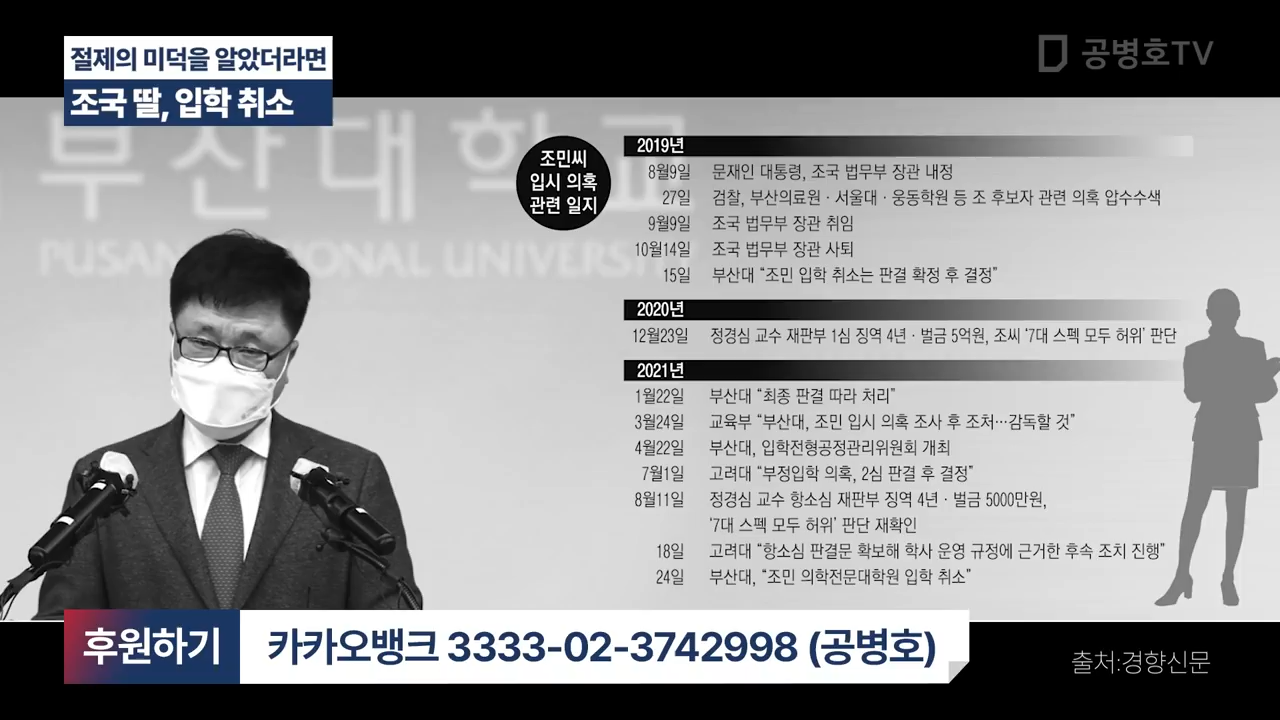 절제의 미덕을 알았더라면
조국 딸, 입학 취소
공병호TV
부산대학교
PUSAN NATIONAL UNIVERSITY
조민씨
입시 의혹
관련 일지
2019년
8월9일 문재인 대통령, 조국 법무부 장관 내정
27일 검찰, 부산의료원·서울대·웅동학원 등 조 후보자 관련 의혹 압수수색
9월9일 조국 법무부 장관 취임
10월14일 조국 법무부 장관 사퇴
15일 부산대 “조민 입학 취소는 판결 확정 후 결정”
2020년
12월23일 정경심 교수 재판부 1심 징역 4년·벌금 5억원, 조씨 ‘7대 스펙 모두 허위’ 판단
2021년
1월22일 부산대 “최종 판결 따라 처리”
3월24일 교육부 “부산대, 조민 입시 의혹 조사 후 조처…감독할 것”
4월22일 부산대, 입학전형공정관리위원회 개최
7월1일 고려대 “부정입학 의혹, 2심 판결 후 결정”
8월11일 정경심 교수 항소심 재판부 징역 4년·벌금 5000만원,
‘7대 스펙 모두 허위’ 판단 재확인
18일 고려대 “항소심 판결문 확보해 학사 운영 규정에 근거한 후속 조치 진행”
24일 부산대, “조민 의학전문대학원 입학 취소”
후원하기
카카오뱅크 3333-02-3742998 (공병호)
출처:경향신문